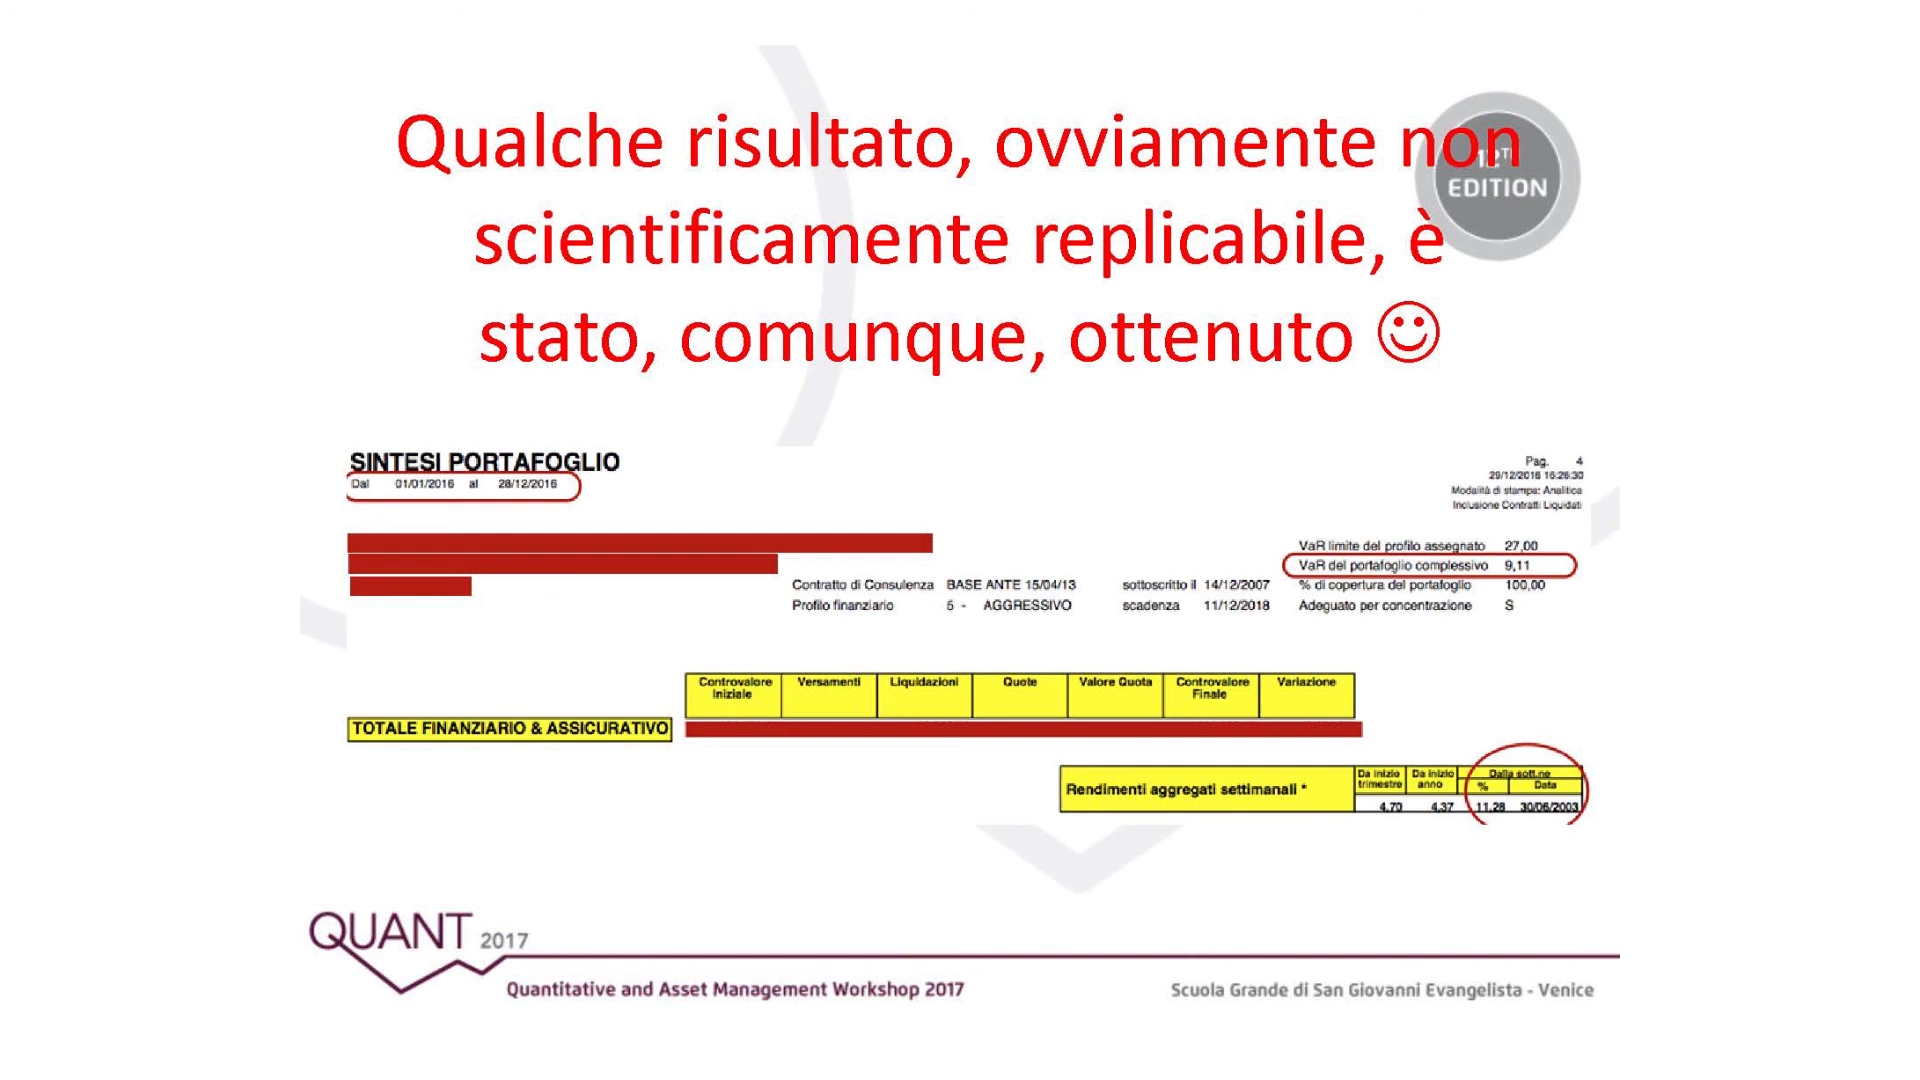 Qualche risultato, ovviamente non
12TH
EDITION
scientificamente replicabile, è
stato, comunque, ottenuto ☺
SINTESI PORTAFOGLIO
Dal 01/01/2016 al 28/12/2016
Pag. 4
29/12/2016 16:26:30
Modalità di stampa: Analitica
Inclusione Contratti Liquidati
VaR limite del profilo assegnato 27,00
VaR del portafoglio complessivo 9,11
Contratto di Consulenza BASE ANTE 15/04/13 sottoscritto il 14/12/2007 % di copertura del portafoglio 100,00
Profilo finanziario 5 - AGGRESSIVO scadenza 11/12/2018 Adeguato per concentrazione S
Controvalore Iniziale Versamenti Liquidazioni Quote Valore Quota Controvalore Finale Variazione
TOTALE FINANZIARIO & ASSICURATIVO
Rendimenti aggregati settimanali *
Da inizio trimestre Da inizio anno Dalla sott.ne
% Data
4,70 4,37 11,28 30/06/2003
QUANT 2017
Quantitative and Asset Management Workshop 2017 Scuola Grande di San Giovanni Evangelista - Venice